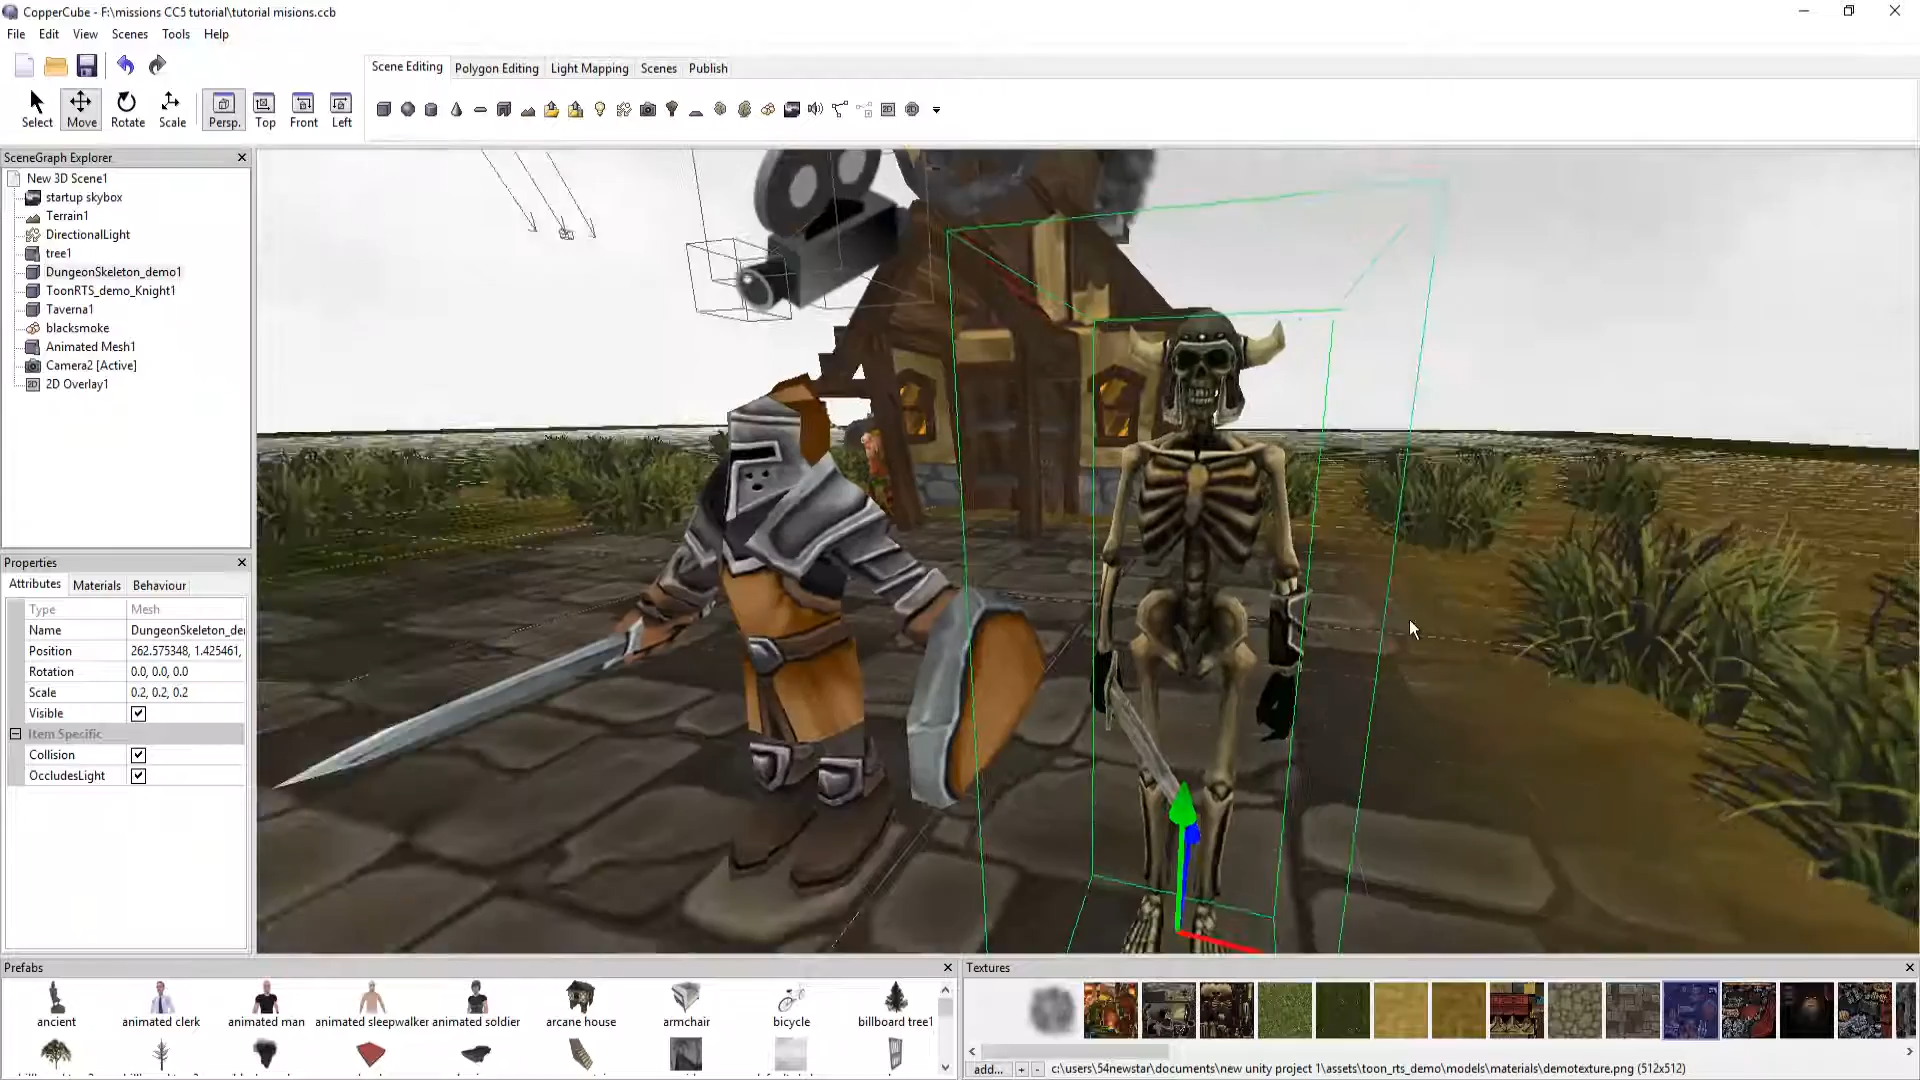 CopperCube - F:\missions CC5 tutorial\tutorial misions.ccb
File Edit View Scenes Tools Help
Scene Editing Polygon Editing Light Mapping Scenes Publish
Select Move Rotate Scale Persp. Top Front Left
SceneGraph Explorer
New 3D Scene1
startup skybox
Terrain1
DirectionalLight
tree1
DungeonSkeleton_demo1
ToonRTS_demo_Knight1
Taverna1
blacksmoke
Animated Mesh1
Camera2 [Active]
2D Overlay1
Properties
Attributes Materials Behaviour
Type Mesh
Name DungeonSkeleton_de
Position 262.575348, 1.425461,
Rotation 0.0, 0.0, 0.0
Scale 0.2, 0.2, 0.2
Visible
Item Specific
Collision
OccludesLight
Prefabs
ancient animated clerk animated man animated sleepwalker animated soldier arcane house armchair bicycle billboard tree1
Textures
add... + - c:\users\54newstar\documents\new unity project 1\assets\toon_rts_demo\models\materials\demotexture.png (512x512)